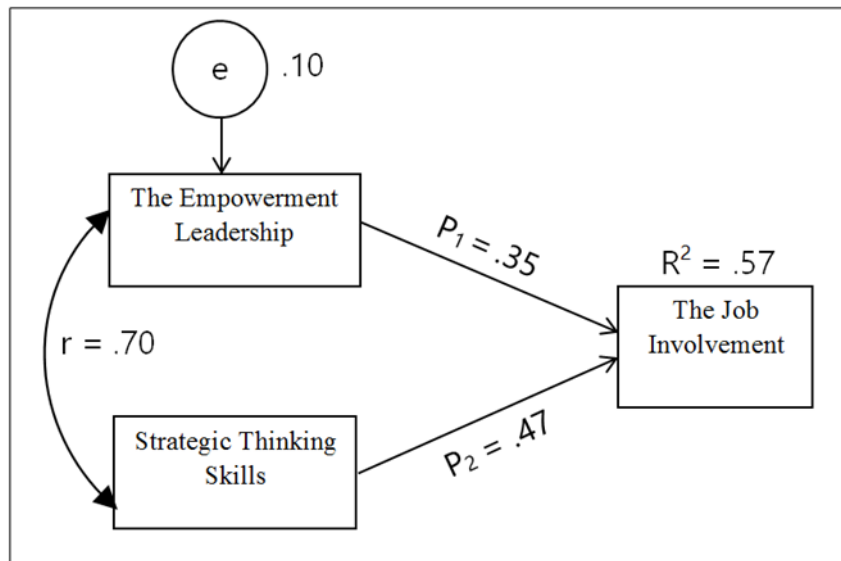 e .10
The Empowerment
Leadership
P₁ = .35
R² = .57
The Job
Involvement
r = .70
Strategic Thinking
Skills
P₂ = .47